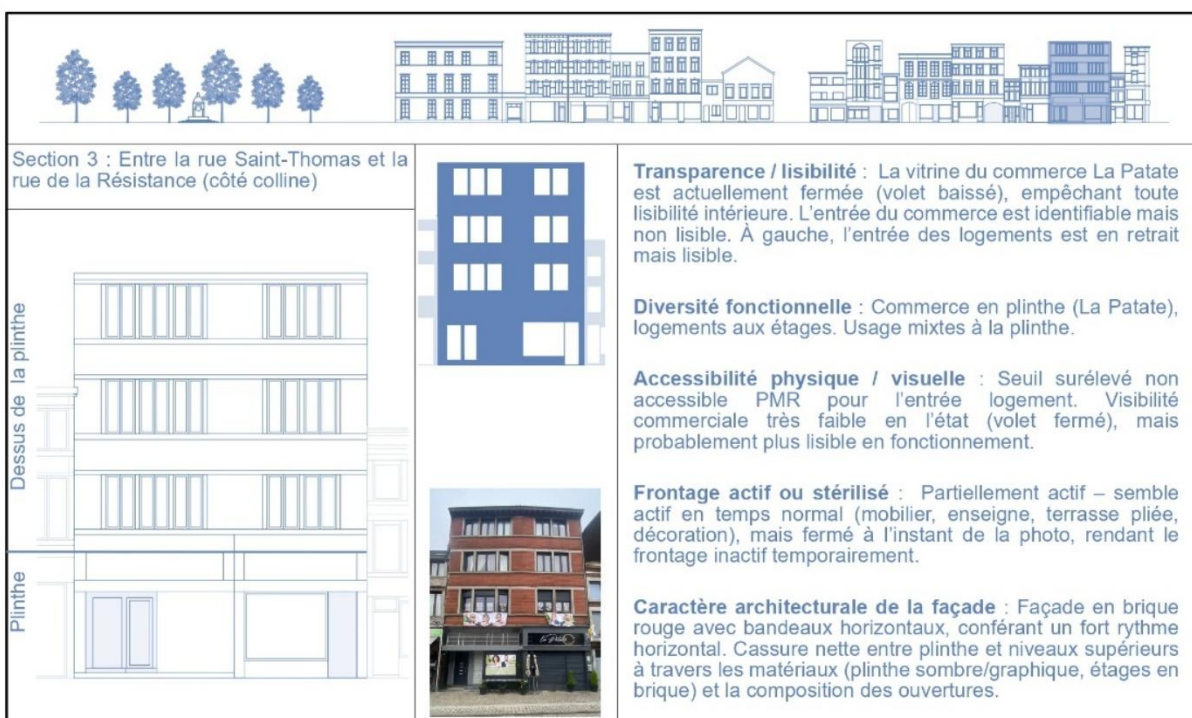 Section 3 : Entre la rue Saint-Thomas et la
rue de la Résistance (côté colline)
Dessus de la plinthe
Plinthe
Transparence / lisibilité : La vitrine du commerce La Patate
est actuellement fermée (volet baissé), empêchant toute
lisibilité intérieure. L'entrée du commerce est identifiable mais
non lisible. À gauche, l'entrée des logements est en retrait
mais lisible.
Diversité fonctionnelle : Commerce en plinthe (La Patate),
logements aux étages. Usage mixtes à la plinthe.
Accessibilité physique / visuelle : Seuil surélevé non
accessible PMR pour l'entrée logement. Visibilité
commerciale très faible en l'état (volet fermé), mais
probablement plus lisible en fonctionnement.
Frontage actif ou stérilisé : Partiellement actif – semble
actif en temps normal (mobilier, enseigne, terrasse pliée,
décoration), mais fermé à l'instant de la photo, rendant le
frontage inactif temporairement.
Caractère architecturale de la façade : Façade en brique
rouge avec bandeaux horizontaux, conférant un fort rythme
horizontal. Cassure nette entre plinthe et niveaux supérieurs
à travers les matériaux (plinthe sombre/graphique, étages en
brique) et la composition des ouvertures.